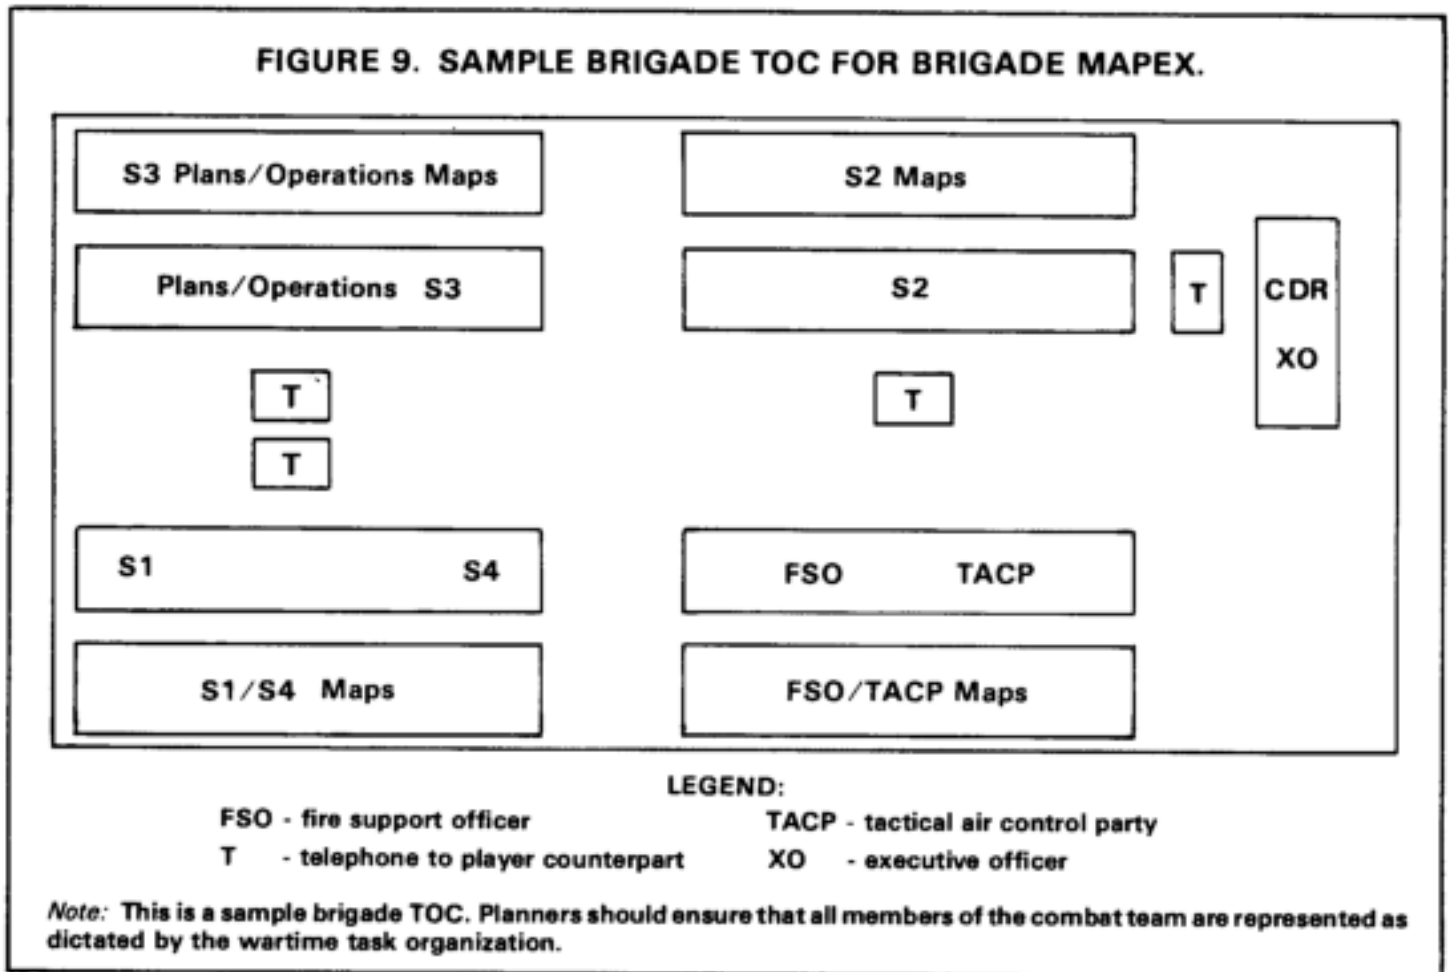 FIGURE 9. SAMPLE BRIGADE TOC FOR BRIGADE MAPEX.
S3 Plans/Operations Maps
S2 Maps
Plans/Operations S3
S2
T
CDR
XO
T
T
T
S1 S4
FSO TACP
S1/S4 Maps
FSO/TACP Maps
LEGEND:
FSO - fire support officer
TACP - tactical air control party
T - telephone to player counterpart
XO - executive officer
Note: This is a sample brigade TOC. Planners should ensure that all members of the combat team are represented as
dictated by the wartime task organization.